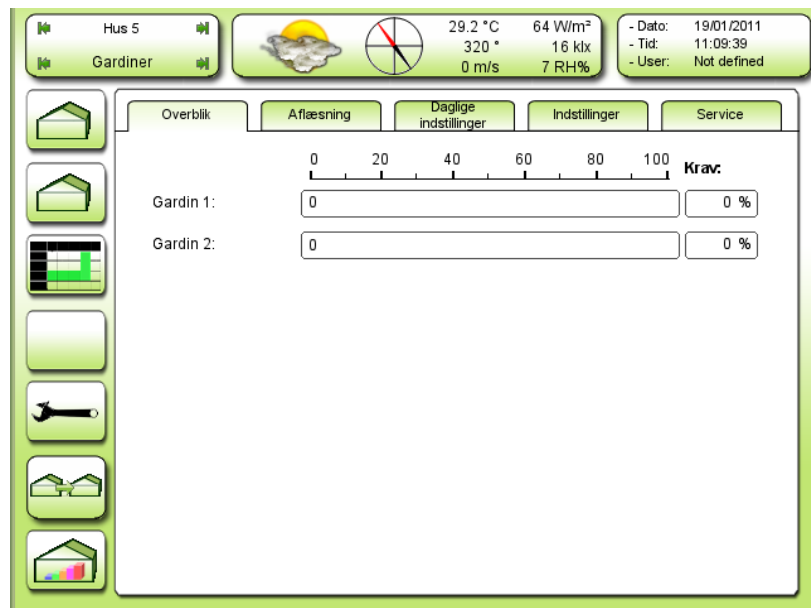 Hus 5
Gardiner
29.2 °C 64 W/m²
320 ° 16 klx
0 m/s 7 RH%
- Dato: 19/01/2011
- Tid: 11:09:39
- User: Not defined
Overblik
Aflæsning
Daglige
indstillinger
Indstillinger
Service
0 20 40 60 80 100 Krav:
Gardin 1: 0 0 %
Gardin 2: 0 0 %